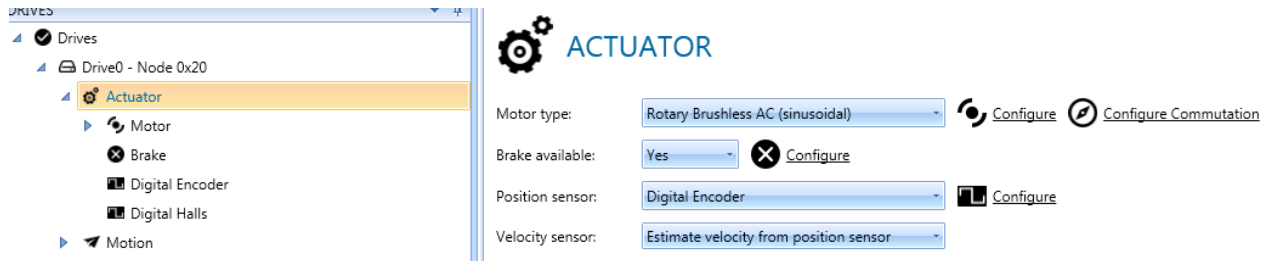 DRIVES
Drives
Drive0 - Node 0x20
Actuator
Motor
Brake
Digital Encoder
Digital Halls
Motion
ACTUATOR
Motor type: Rotary Brushless AC (sinusoidal) Configure Configure Commutation
Brake available: Yes Configure
Position sensor: Digital Encoder Configure
Velocity sensor: Estimate velocity from position sensor